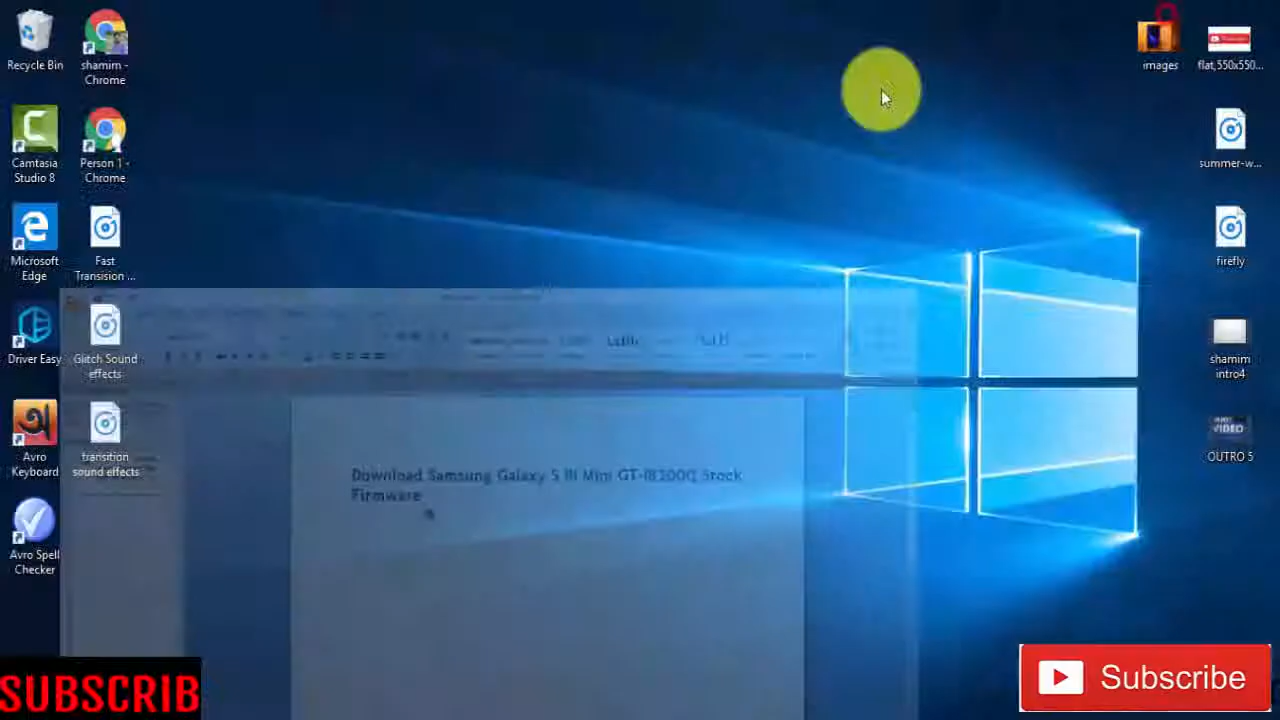 Recycle Bin
shamim -
Chrome
images
flat,550x550...
Camtasia
Studio 8
Person 1 -
Chrome
summer-w...
Microsoft
Edge
Fast
Transision ...
firefly
Driver Easy
Glitch Sound
effects
shamim
intro4
Avro
Keyboard
transition
sound effects
VIDEO
OUTRO 5
Download Samsung Galaxy S III Mini GT-I8200Q Stock
Firmware
Avro Spell
Checker
SUBSCRIB
Subscribe